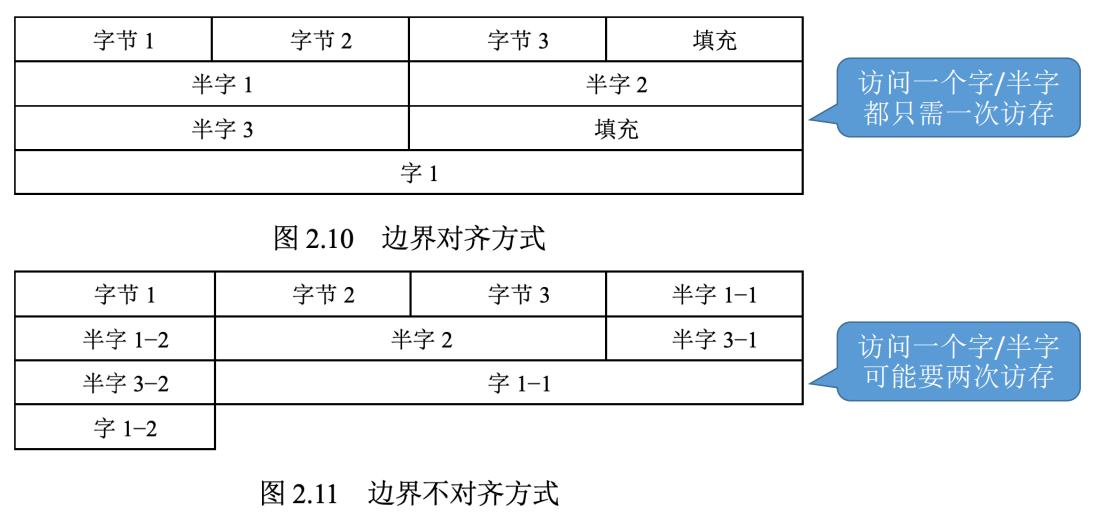 字节 1 字节 2 字节 3 填充
半字 1 半字 2
半字 3 填充
字 1
访问一个字/半字
都只需一次访存
图 2.10 边界对齐方式
字节 1 字节 2 字节 3 半字 1−1
半字 1−2 半字 2 半字 3−1
半字 3−2 字 1−1
字 1−2
访问一个字/半字
可能要两次访存
图 2.11 边界不对齐方式